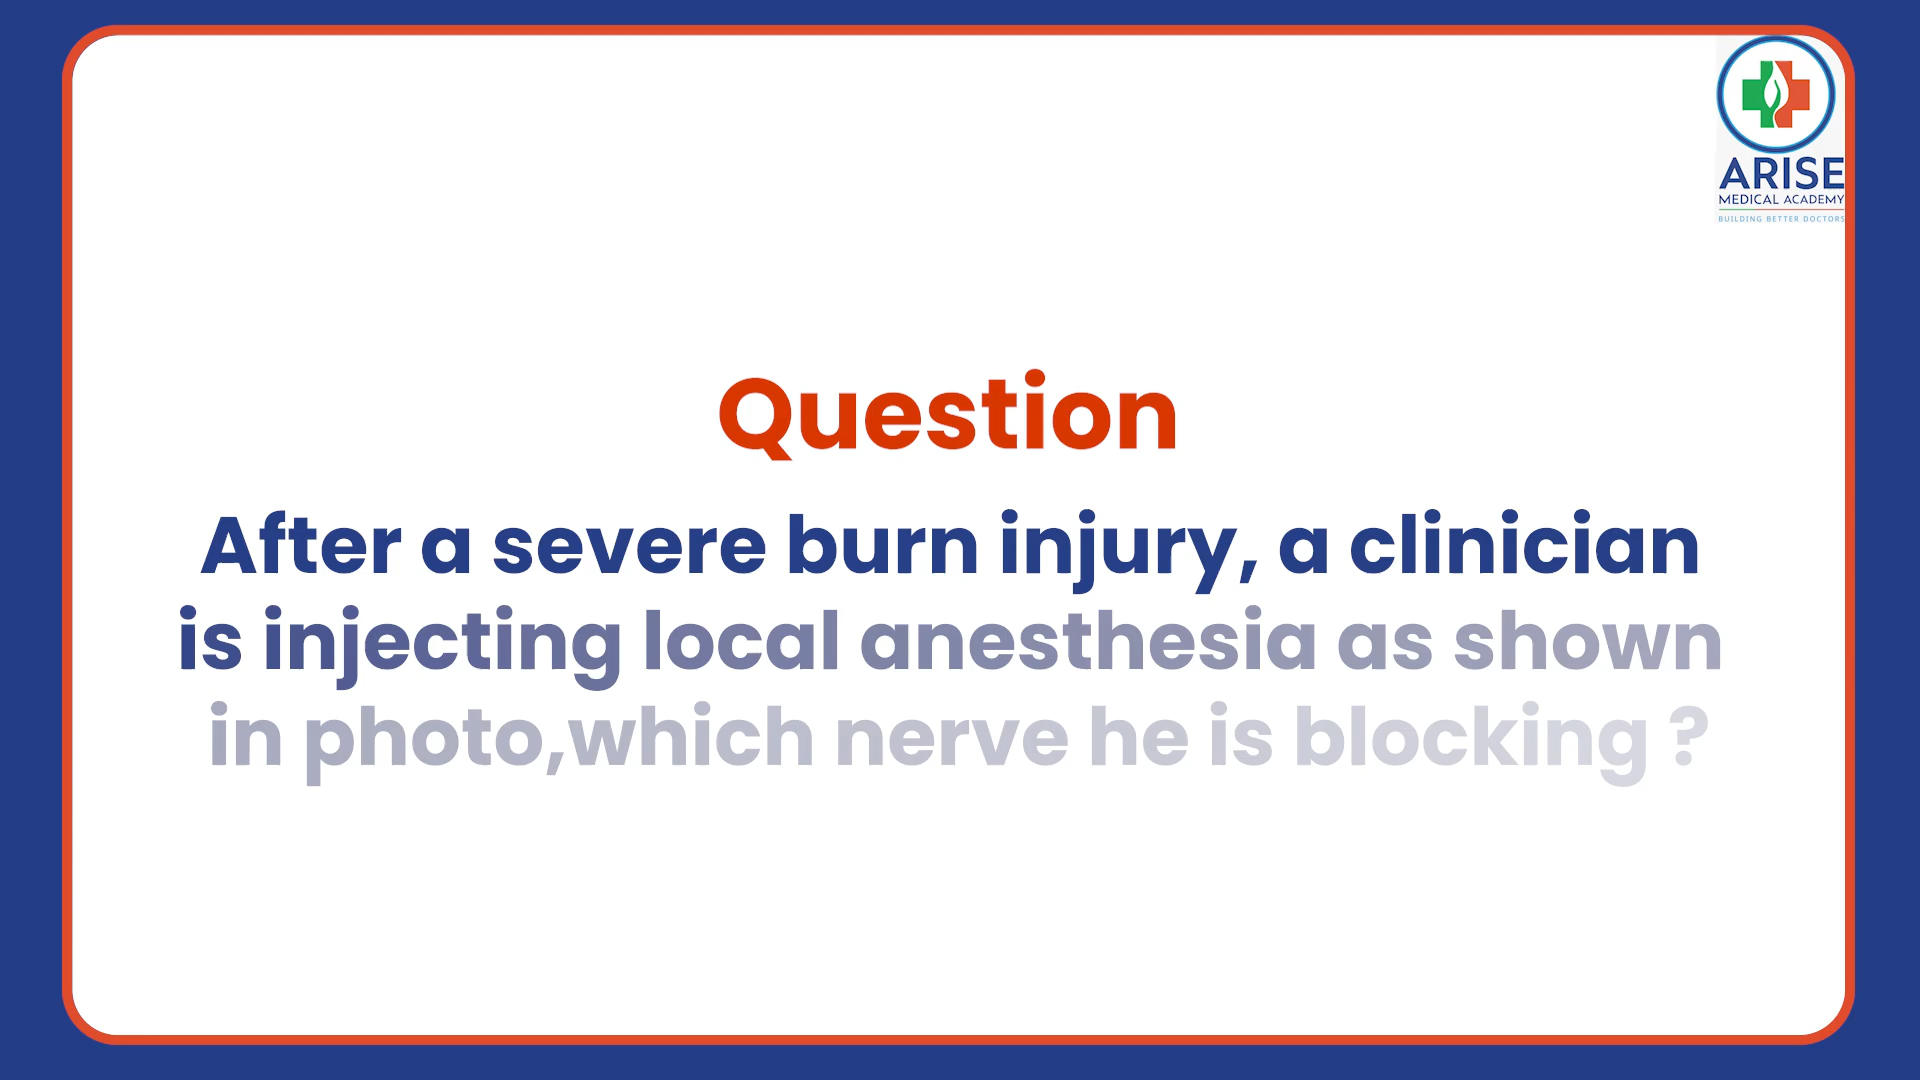 ARISE
MEDICAL ACADEMY
BUILDING BETTER DOCTORS
Question
After a severe burn injury, a clinician
is injecting local anesthesia as shown
in photo,which nerve he is blocking ?